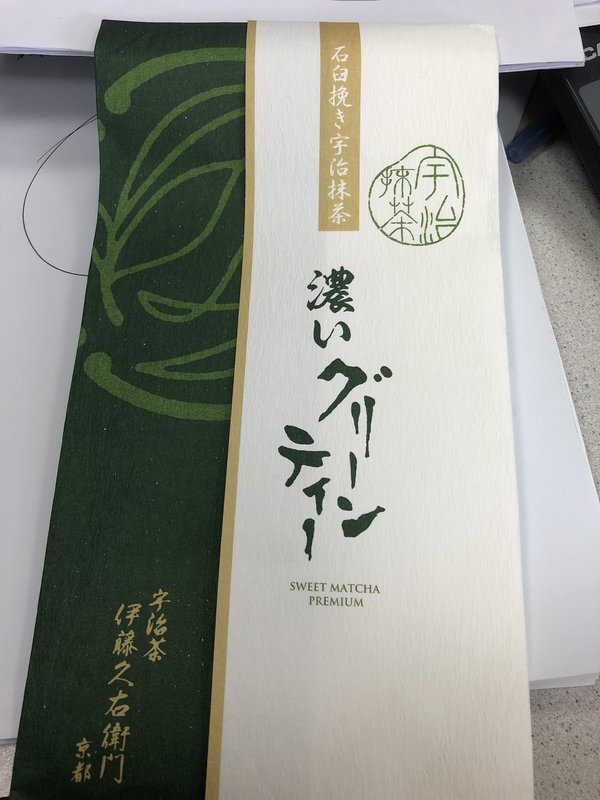 石臼挽き宇治抹茶
宇治
抹茶
濃い
グリーン
ティー
SWEET MATCHA
PREMIUM
宇治茶
伊藤久右衛門
京都